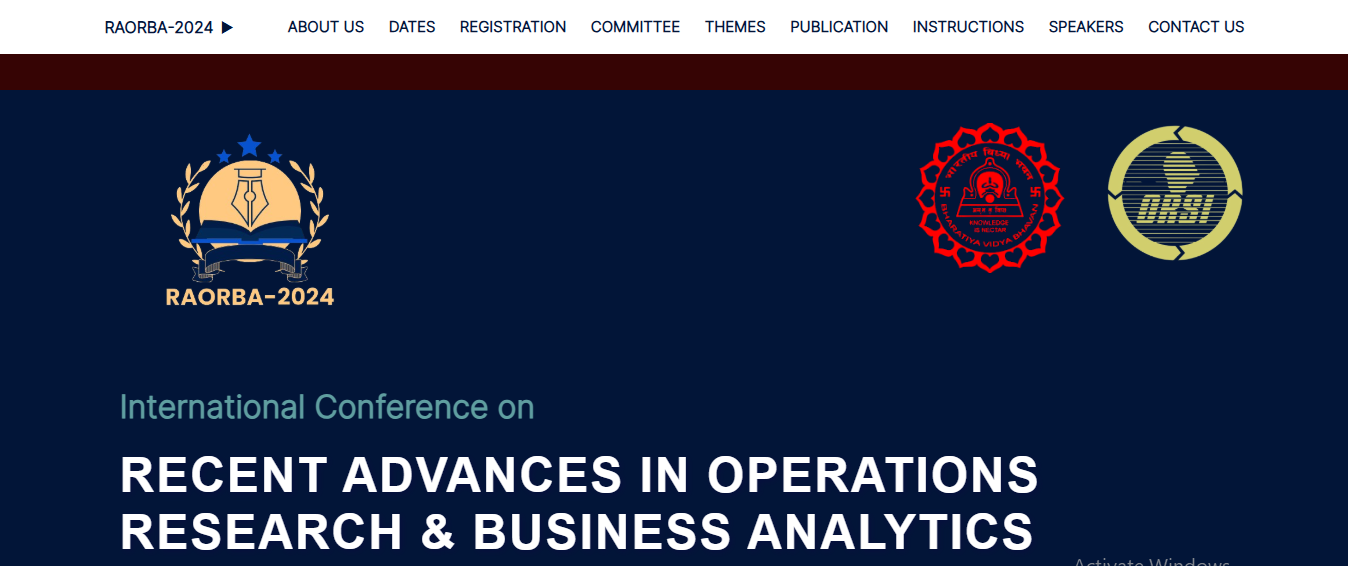 RAORBA-2024 ▶ ABOUT US DATES REGISTRATION COMMITTEE THEMES PUBLICATION INSTRUCTIONS SPEAKERS CONTACT US
RAORBA-2024
भारतीय विद्या भवन
KNOWLEDGE
IS NECTAR
BHARATIYA VIDYA BHAVAN
ORSI
International Conference on
RECENT ADVANCES IN OPERATIONS
RESEARCH & BUSINESS ANALYTICS
Activate Windows